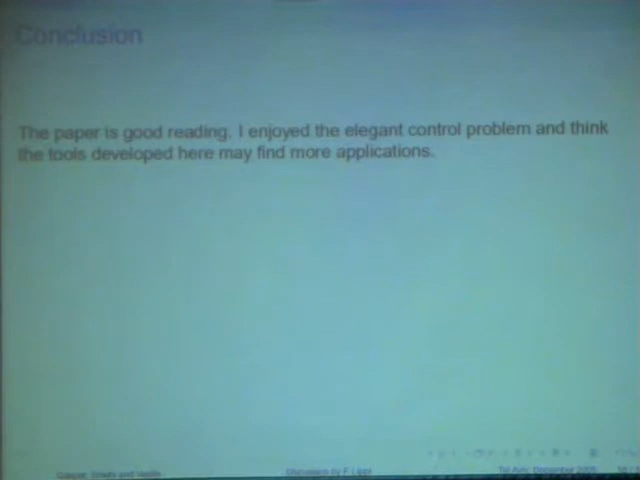 Conclusion
The paper is good reading. I enjoyed the elegant control problem and think
the tools developed here may find more applications.
Discussion by F Lippi
Tel Aviv, December 2005